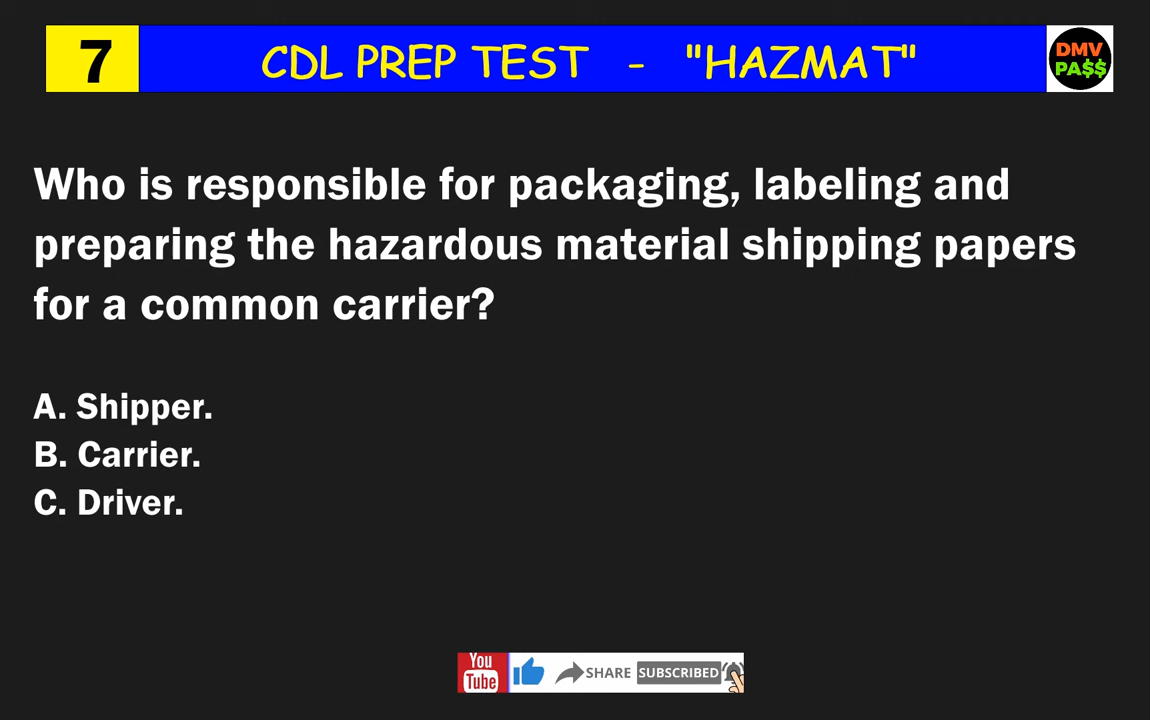 7
CDL PREP TEST - "HAZMAT"
DMV
PA$$
Who is responsible for packaging, labeling and
preparing the hazardous material shipping papers
for a common carrier?
A. Shipper.
B. Carrier.
C. Driver.
You
Tube
SHARE
SUBSCRIBED